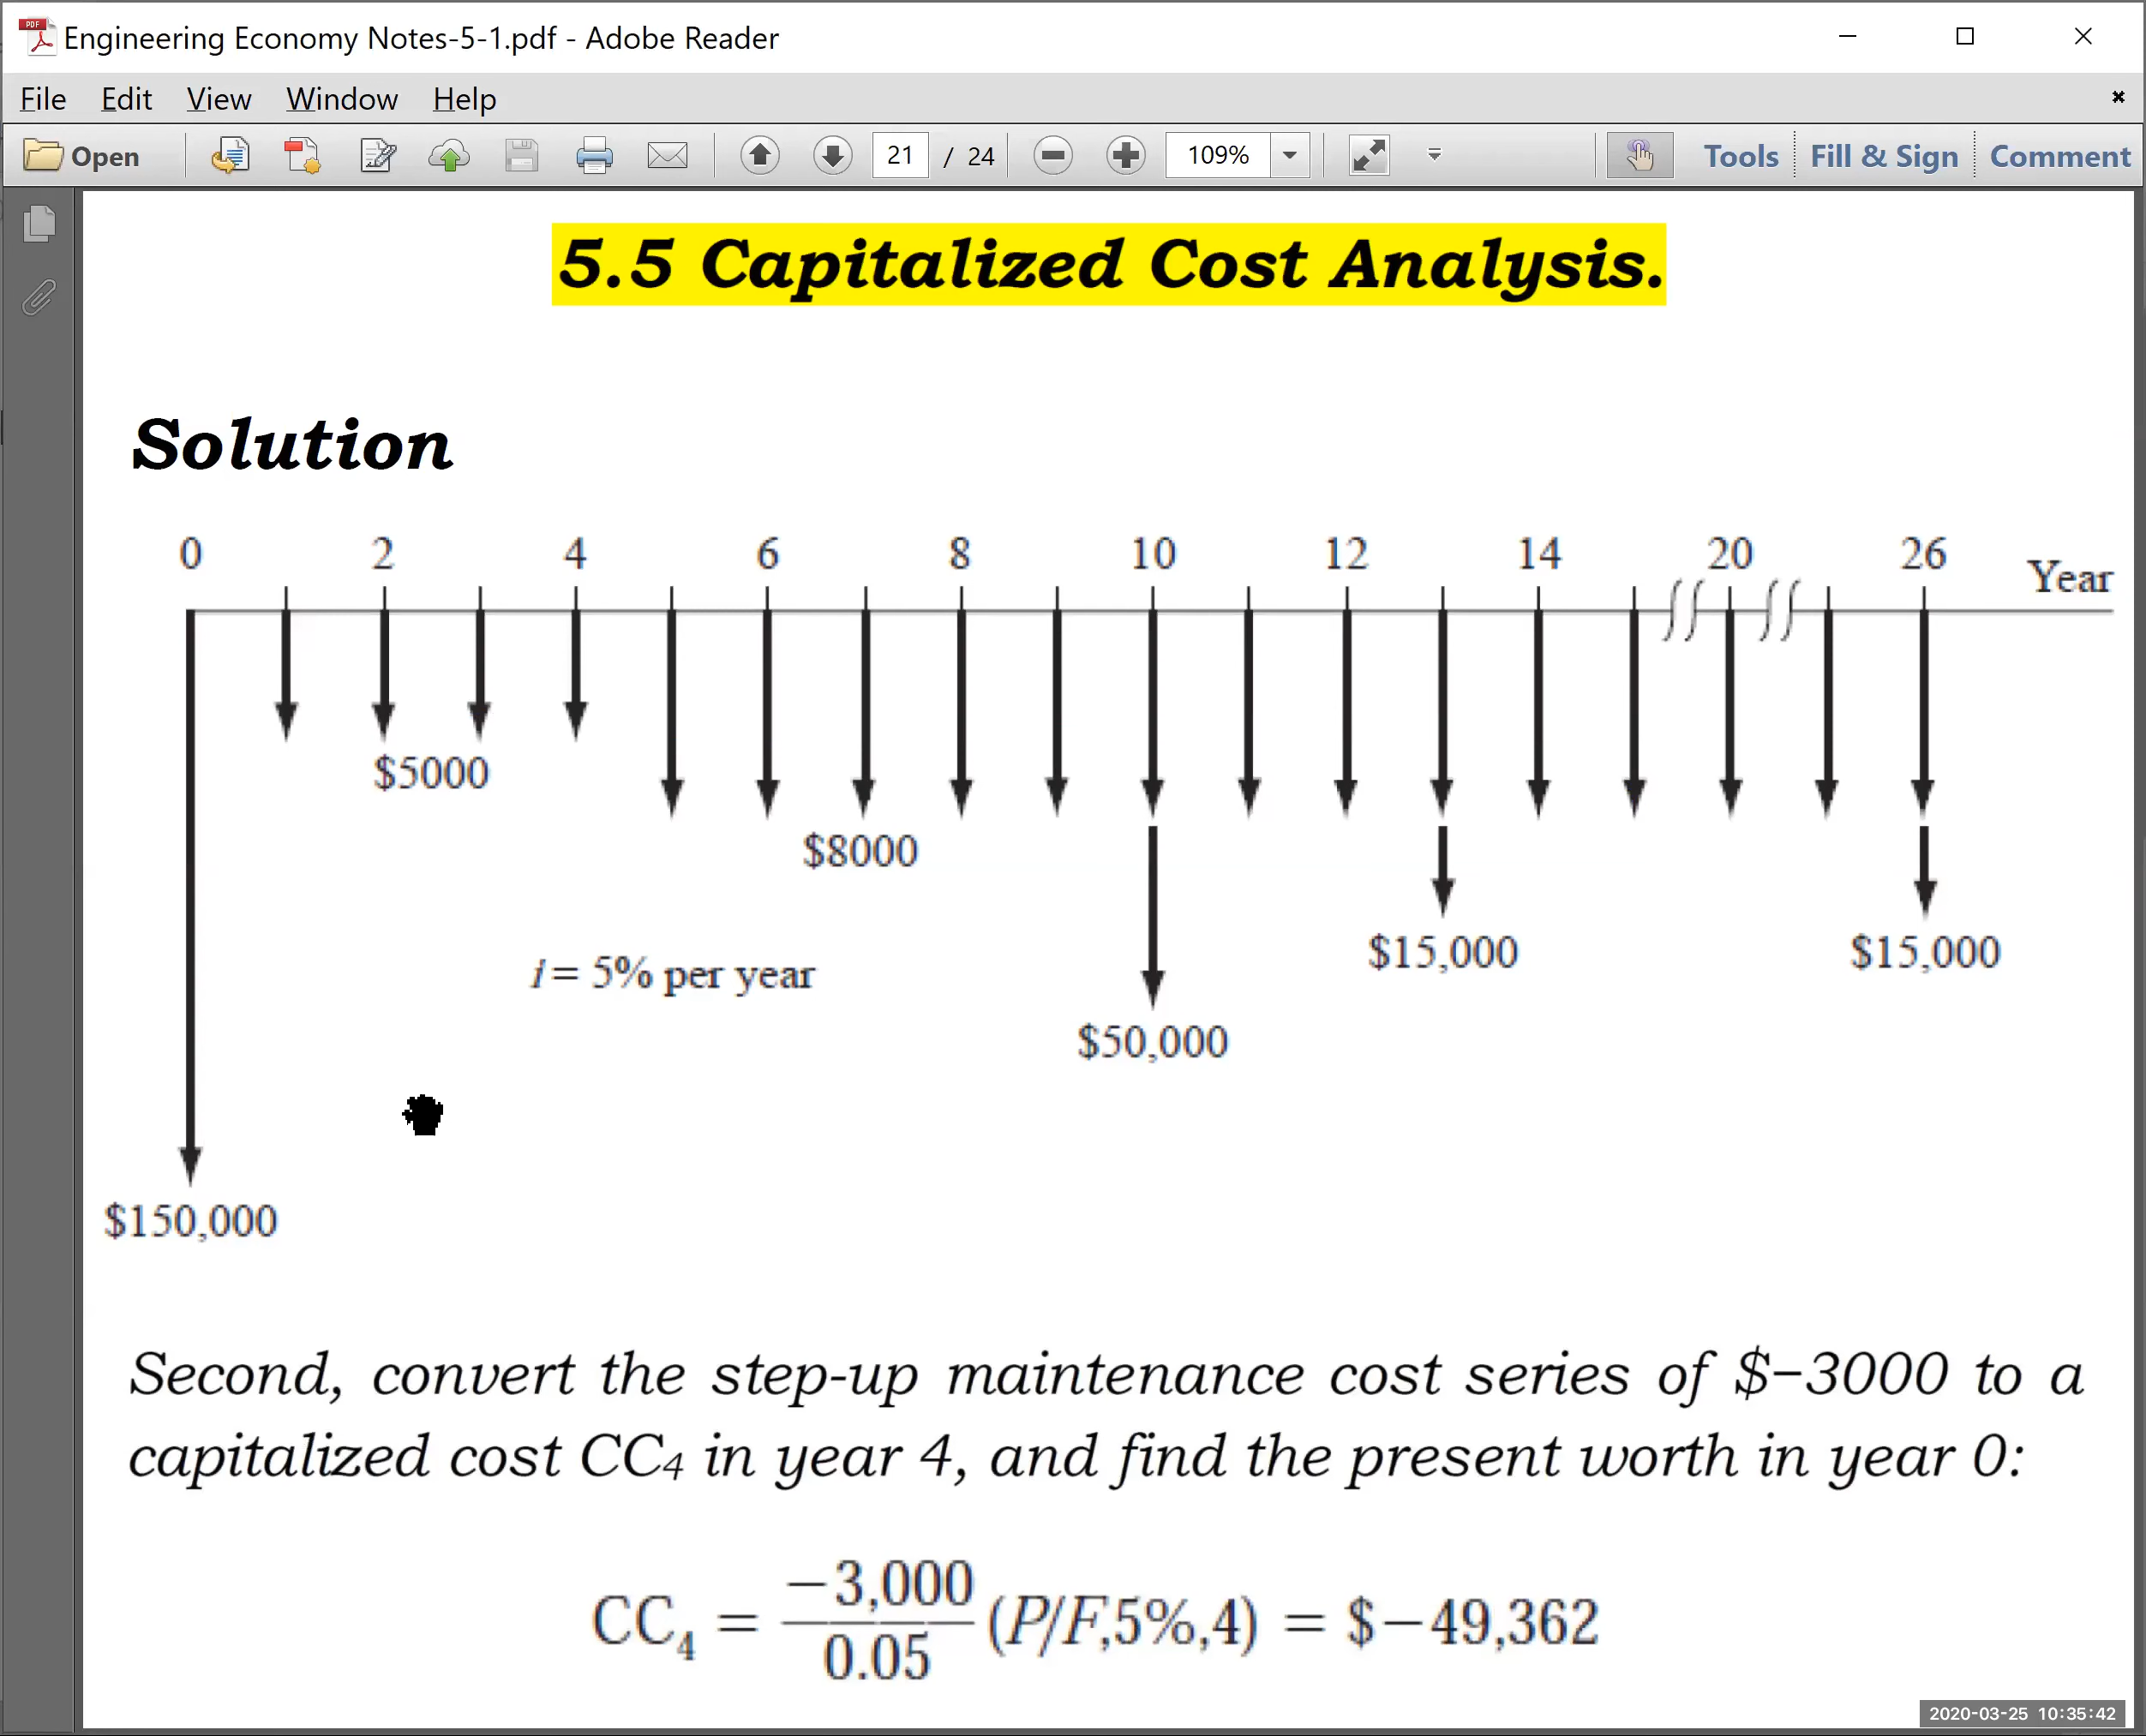 Engineering Economy Notes-5-1.pdf - Adobe Reader
File Edit View Window Help
Open 21 / 24 109% Tools Fill & Sign Comment
5.5 Capitalized Cost Analysis.
Solution
0 2 4 6 8 10 12 14 20 26 Year
$5000
$8000
i = 5% per year
$15,000 $15,000
$50,000
$150,000
Second, convert the step-up maintenance cost series of $−3000 to a
capitalized cost CC₄ in year 4, and find the present worth in year 0:
CC₄ = −3,000/0.05 (P/F,5%,4) = $−49,362
2020-03-25 10:35:42